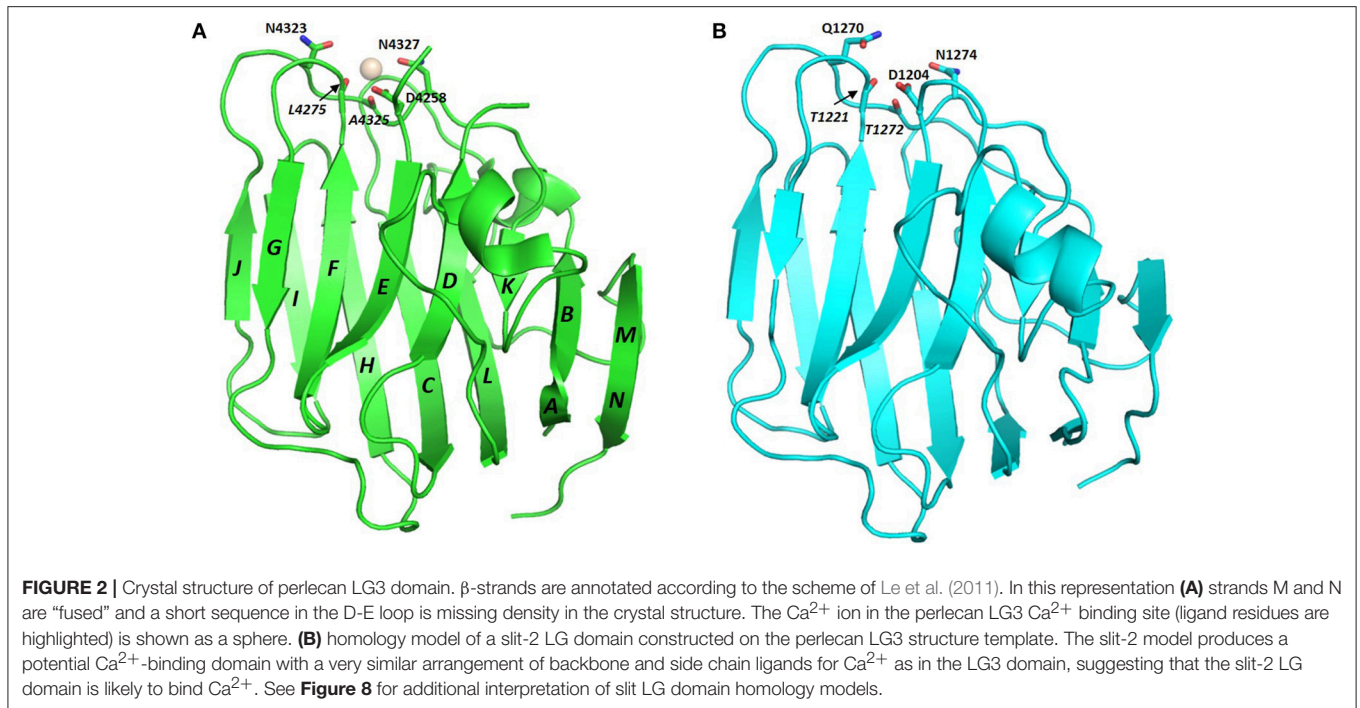 A
N4323
N4327
D4258
L4275
A4325
J
G
I
F
E
D
K
B
M
H
C
L
A
N
B
Q1270
N1274
D1204
T1221
T1272
FIGURE 2 | Crystal structure of perlecan LG3 domain. β-strands are annotated according to the scheme of Le et al. (2011). In this representation (A) strands M and N
are “fused” and a short sequence in the D-E loop is missing density in the crystal structure. The Ca²⁺ ion in the perlecan LG3 Ca²⁺ binding site (ligand residues are
highlighted) is shown as a sphere. (B) homology model of a slit-2 LG domain constructed on the perlecan LG3 structure template. The slit-2 model produces a
potential Ca²⁺-binding domain with a very similar arrangement of backbone and side chain ligands for Ca²⁺ as in the LG3 domain, suggesting that the slit-2 LG
domain is likely to bind Ca²⁺. See Figure 8 for additional interpretation of slit LG domain homology models.